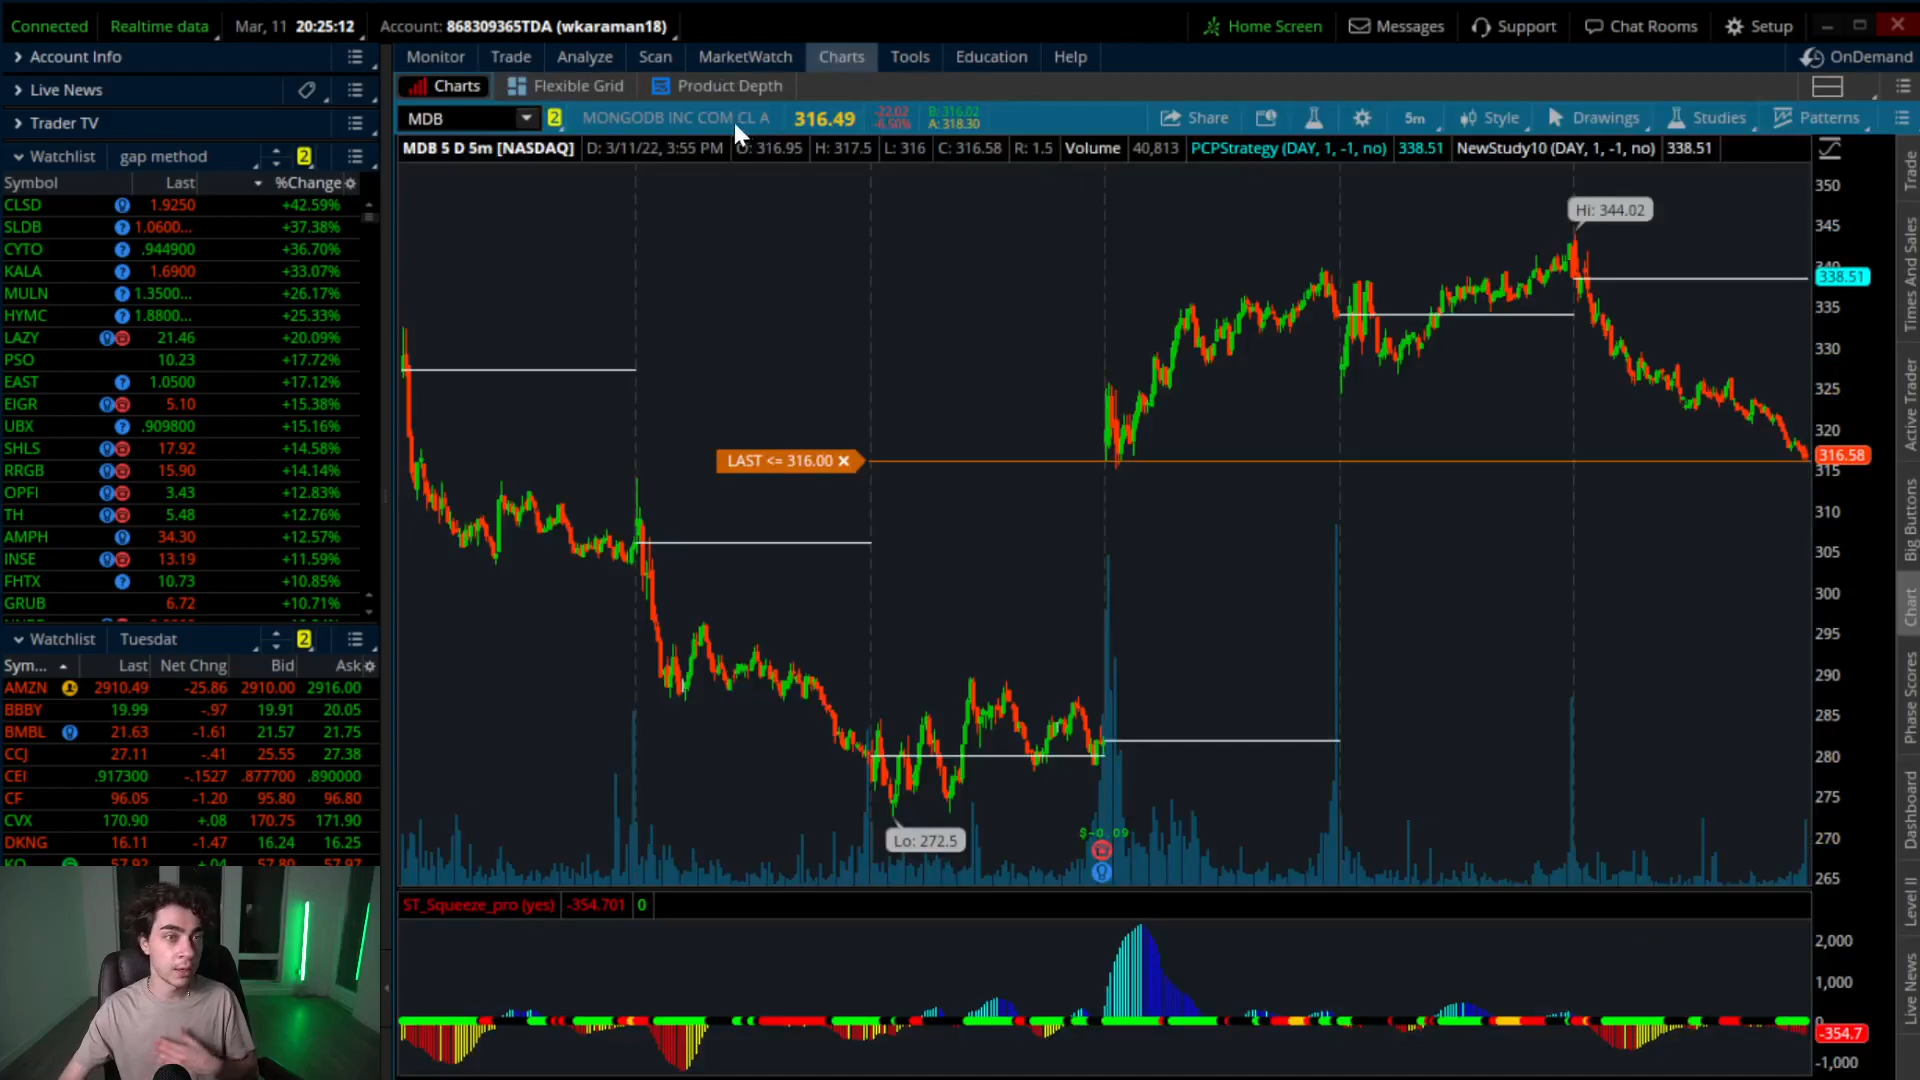 Connected Realtime data Mar, 11 20:25:12 Account: 868309365TDA (wkaraman18) Home Screen Messages Support Chat Rooms Setup
Account Info
Live News
Trader TV
Watchlist gap method 2
Symbol Last %Change
CLSD 1.9250 +42.59%
SLDB 1.0600... +37.38%
CYTO .944900 +36.70%
KALA 1.6900 +33.07%
MULN 1.3500... +26.17%
HYMC 1.8800... +25.33%
LAZY 21.46 +20.09%
PSO 10.23 +17.72%
EAST 1.0500 +17.12%
EIGR 5.10 +15.38%
UBX .909800 +15.16%
SHLS 17.92 +14.58%
RRGB 15.90 +14.14%
OPFI 3.43 +12.83%
TH 5.48 +12.76%
AMPH 34.30 +12.57%
INSE 13.19 +11.59%
FHTX 10.73 +10.85%
GRUB 6.72 +10.71%
Watchlist Tuesdat 2
Sym... Last Net Chng Bid Ask
AMZN 2910.49 -25.86 2910.00 2916.00
BBBY 19.99 -.97 19.91 20.05
BMBL 21.63 -1.61 21.57 21.75
CCJ 27.11 -.41 25.55 27.38
CEI .917300 -.1527 .877700 .890000
CF 96.05 -1.20 95.80 96.80
CVX 170.90 +.08 170.75 171.90
DKNG 16.11 -1.47 16.24 16.25
KO 57.92 +.04 57.80 57.97
Monitor Trade Analyze Scan MarketWatch Charts Tools Education Help OnDemand
Charts Flexible Grid Product Depth
MDB 2 MONGODB INC COM CL A 316.49 -22.02 -6.50% B: 316.02 A: 318.30 Share 5m Style Drawings Studies Patterns
MDB 5 D 5m [NASDAQ] D: 3/11/22, 3:55 PM O: 316.95 H: 317.5 L: 316 C: 316.58 R: 1.5 Volume 40,813 PCPStrategy (DAY, 1, -1, no) 338.51 NewStudy10 (DAY, 1, -1, no) 338.51
Hi: 344.02
LAST <= 316.00
Lo: 272.5
$-0.09
350
345
340
338.51
335
330
325
320
316.58
315
310
305
300
295
290
285
280
275
270
265
ST_Squeeze_pro (yes) -354.701 0
2,000
1,000
0
-354.7
-1,000
Trade
Times And Sales
Active Trader
Big Buttons
Chart
Phase Scores
Dashboard
Level II
Live News